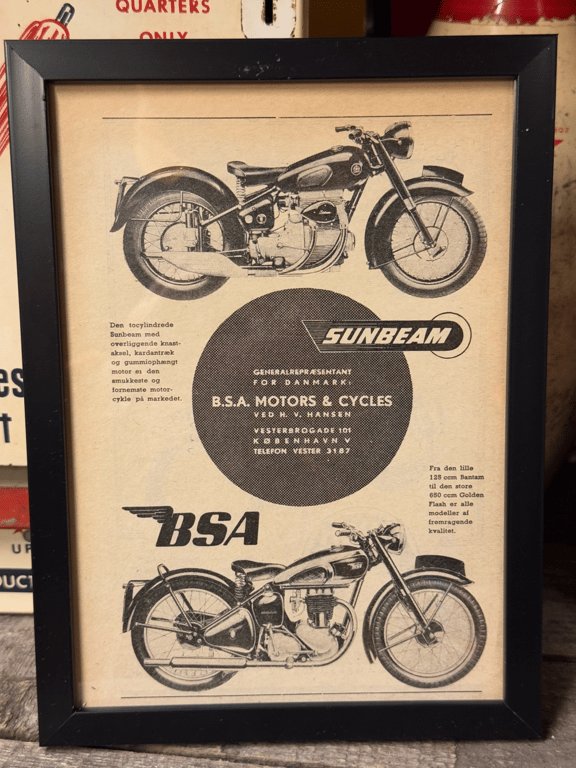 QUARTERS
ONLY
Den tocylindrede
Sunbeam med
overliggende knast-
aksel, kardantræk
og gummiophængt
motor er den
smukkeste og
fornemste motor-
cykle på markedet.
SUNBEAM
GENERALREPRÆSENTANT
FOR DANMARK:
B.S.A. MOTORS & CYCLES
VED H. V. HANSEN
VESTERBROGADE 101
KØBENHAVN V
TELEFON VESTER 3187
Fra den lille
125 ccm Bantam
til den store
650 ccm Golden
Flash er alle
modeller af
fremragende
kvalitet.
BSA